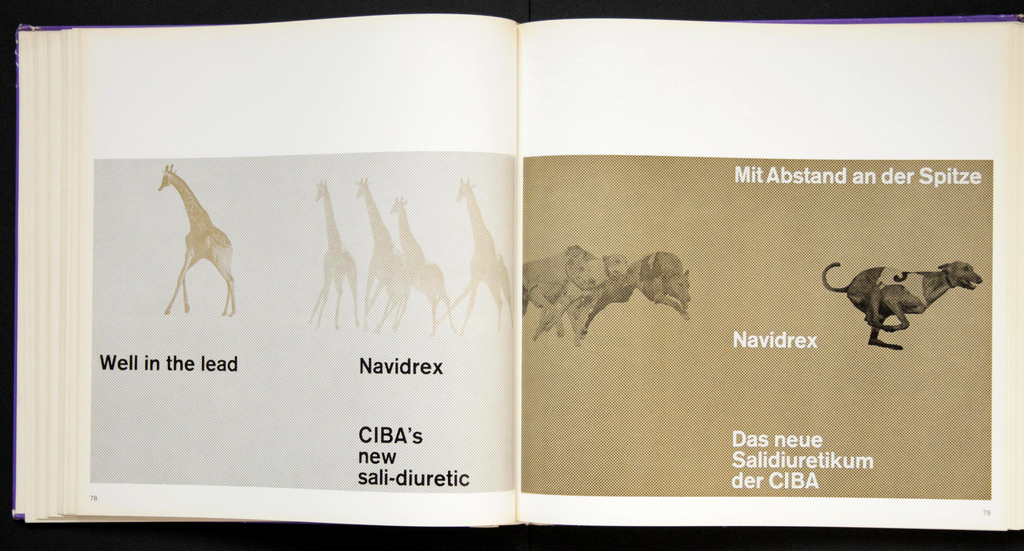 Well in the lead
Navidrex
CIBA's
new
sali-diuretic
78
Mit Abstand an der Spitze
Navidrex
Das neue
Salidiuretikum
der CIBA
79